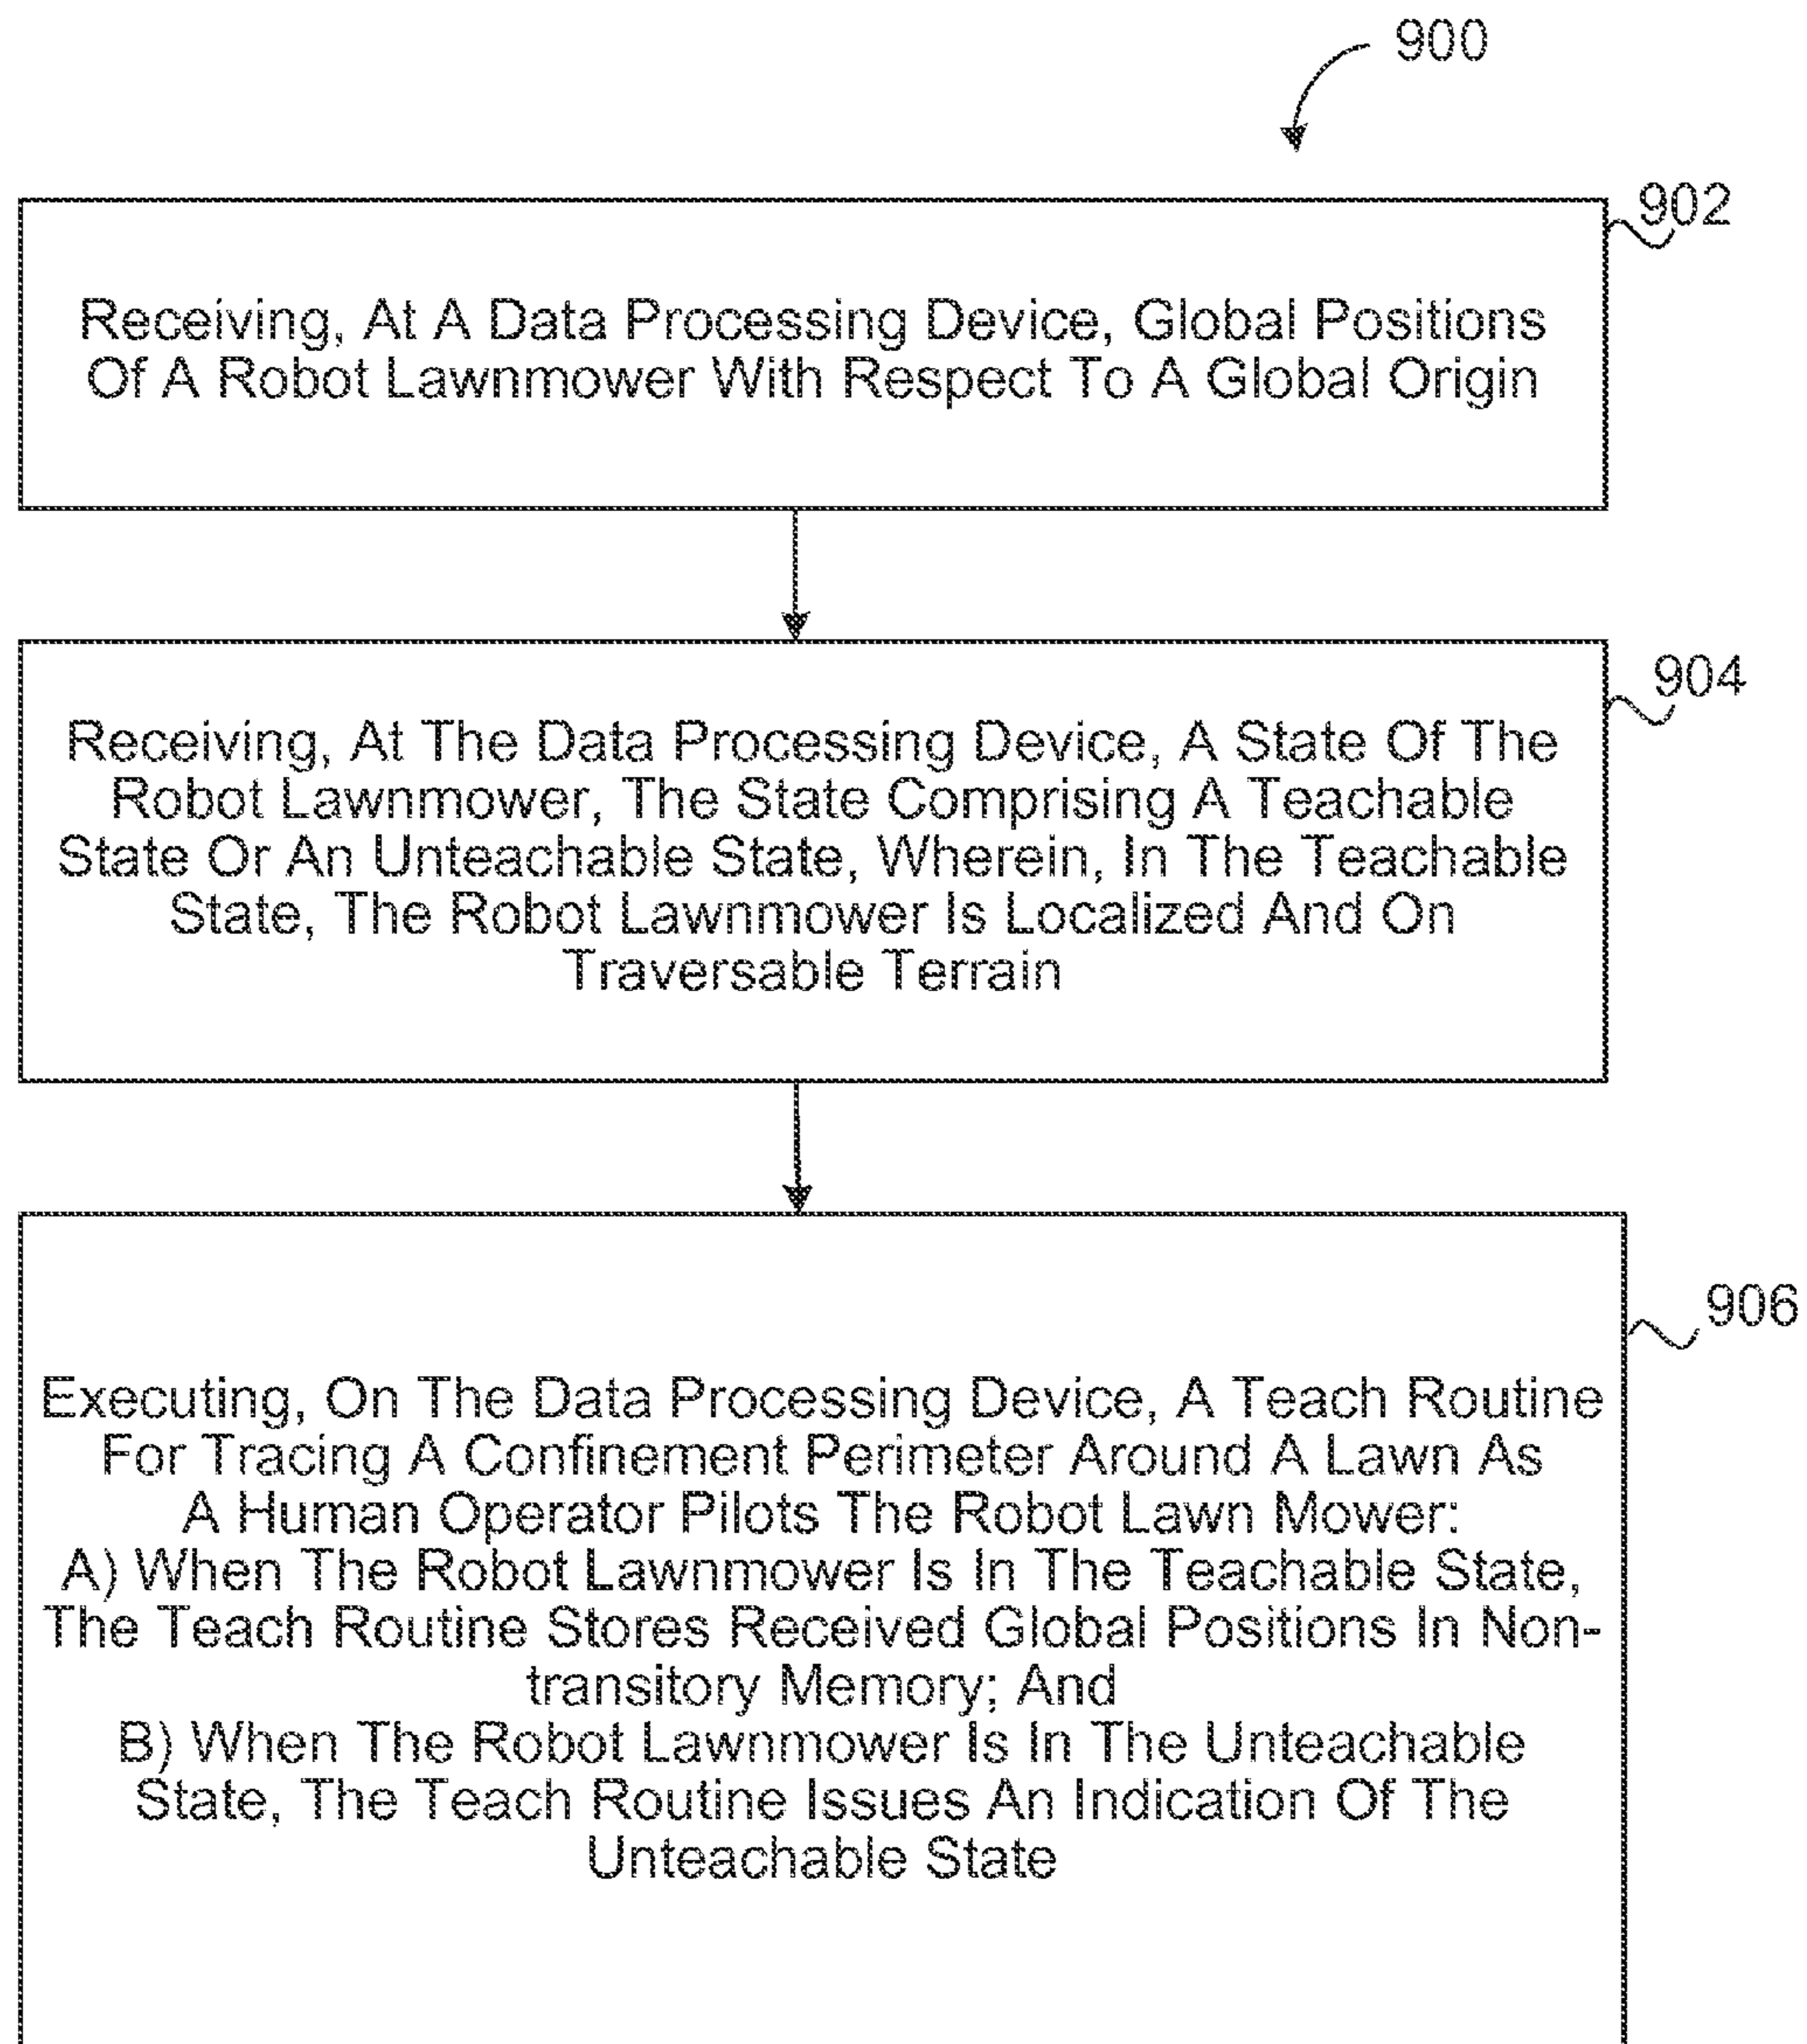 900
902
Receiving, At A Data Processing Device, Global Positions
Of A Robot Lawnmower With Respect To A Global Origin
904
Receiving, At The Data Processing Device, A State Of The
Robot Lawnmower, The State Comprising A Teachable
State Or An Unteachable State, Wherein, In The Teachable
State, The Robot Lawnmower Is Localized And On
Traversable Terrain
906
Executing, On The Data Processing Device, A Teach Routine
For Tracing A Confinement Perimeter Around A Lawn As
A Human Operator Pilots The Robot Lawn Mower:
A) When The Robot Lawnmower Is In The Teachable State,
The Teach Routine Stores Received Global Positions In Non-
transitory Memory; And
B) When The Robot Lawnmower Is In The Unteachable
State, The Teach Routine Issues An Indication Of The
Unteachable State